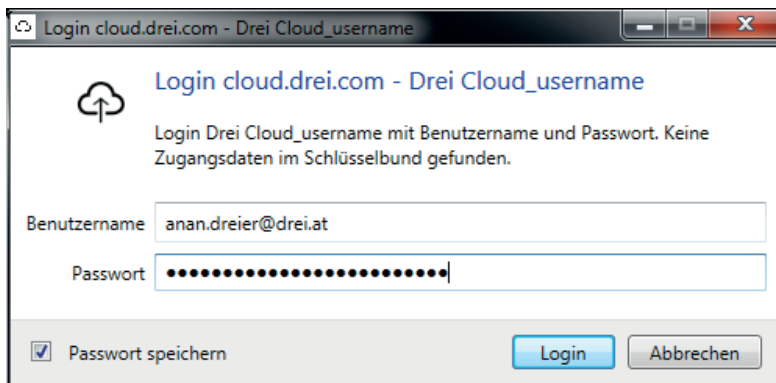 Login cloud.drei.com - Drei Cloud_username
Login cloud.drei.com - Drei Cloud_username
Login Drei Cloud_username mit Benutzername und Passwort. Keine
Zugangsdaten im Schlüsselbund gefunden.
Benutzername anan.dreier@drei.at
Passwort ●●●●●●●●●●●●●●●●●●●●●●●●●●
Passwort speichern Login Abbrechen